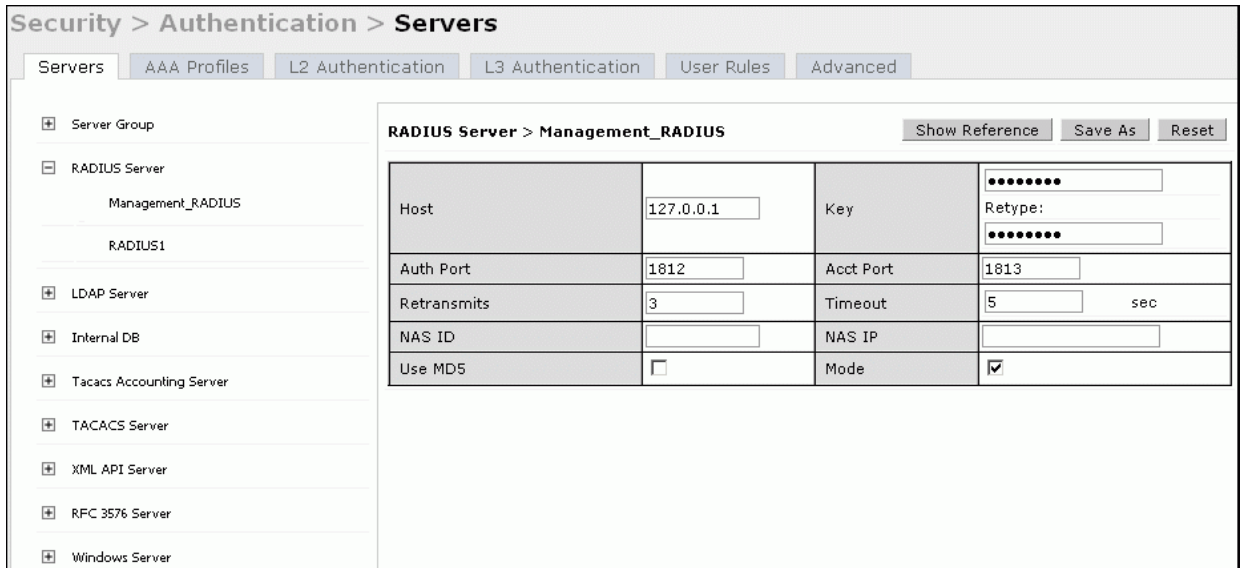 Security > Authentication > Servers
Servers AAA Profiles L2 Authentication L3 Authentication User Rules Advanced
Server Group
RADIUS Server
Management_RADIUS
RADIUS1
LDAP Server
Internal DB
Tacacs Accounting Server
TACACS Server
XML API Server
RFC 3576 Server
Windows Server
RADIUS Server > Management_RADIUS Show Reference Save As Reset
Host 127.0.0.1 Key ●●●●●●●●
Retype:
●●●●●●●●
Auth Port 1812 Acct Port 1813
Retransmits 3 Timeout 5 sec
NAS ID NAS IP
Use MD5 Mode